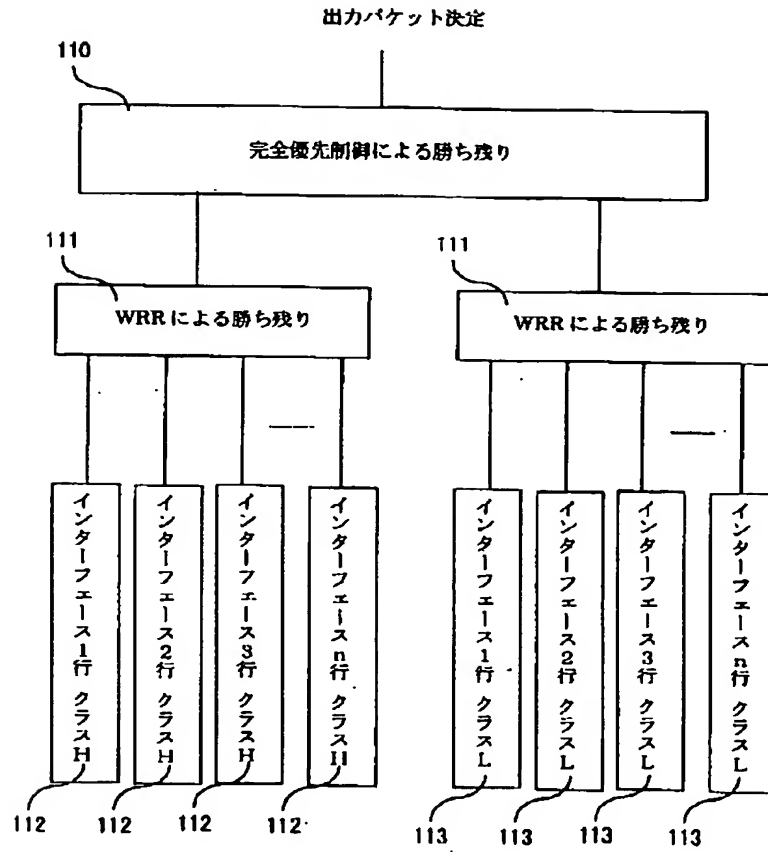 出力パケット決定
110
完全優先制御による勝ち残り
111
WRRによる勝ち残り
111
WRRによる勝ち残り
インターフェース1行 クラスH
インターフェース2行 クラスH
インターフェース3行 クラスH
インターフェースn行 クラスH
インターフェース1行 クラスL
インターフェース2行 クラスL
インターフェース3行 クラスL
インターフェースn行 クラスL
112
112
112
112
113
113
113
113